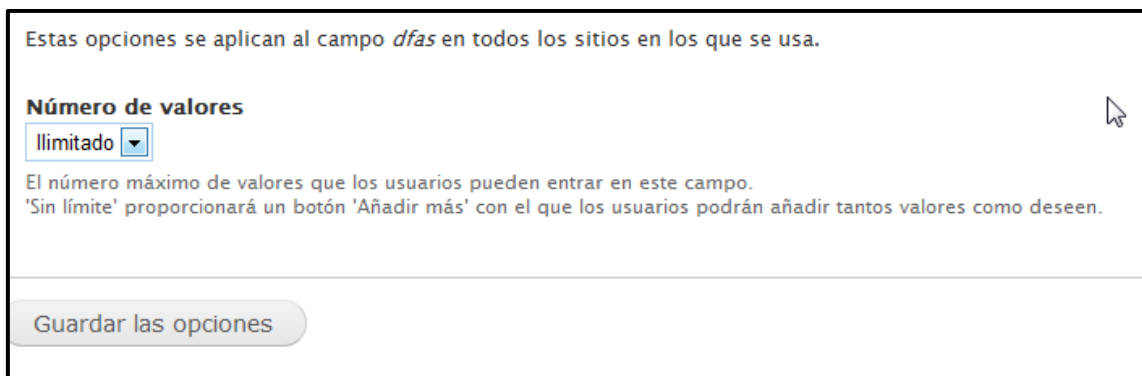 Estas opciones se aplican al campo dfas en todos los sitios en los que se usa.
Número de valores
Ilimitado
El número máximo de valores que los usuarios pueden entrar en este campo.
'Sin límite' proporcionará un botón 'Añadir más' con el que los usuarios podrán añadir tantos valores como deseen.
Guardar las opciones